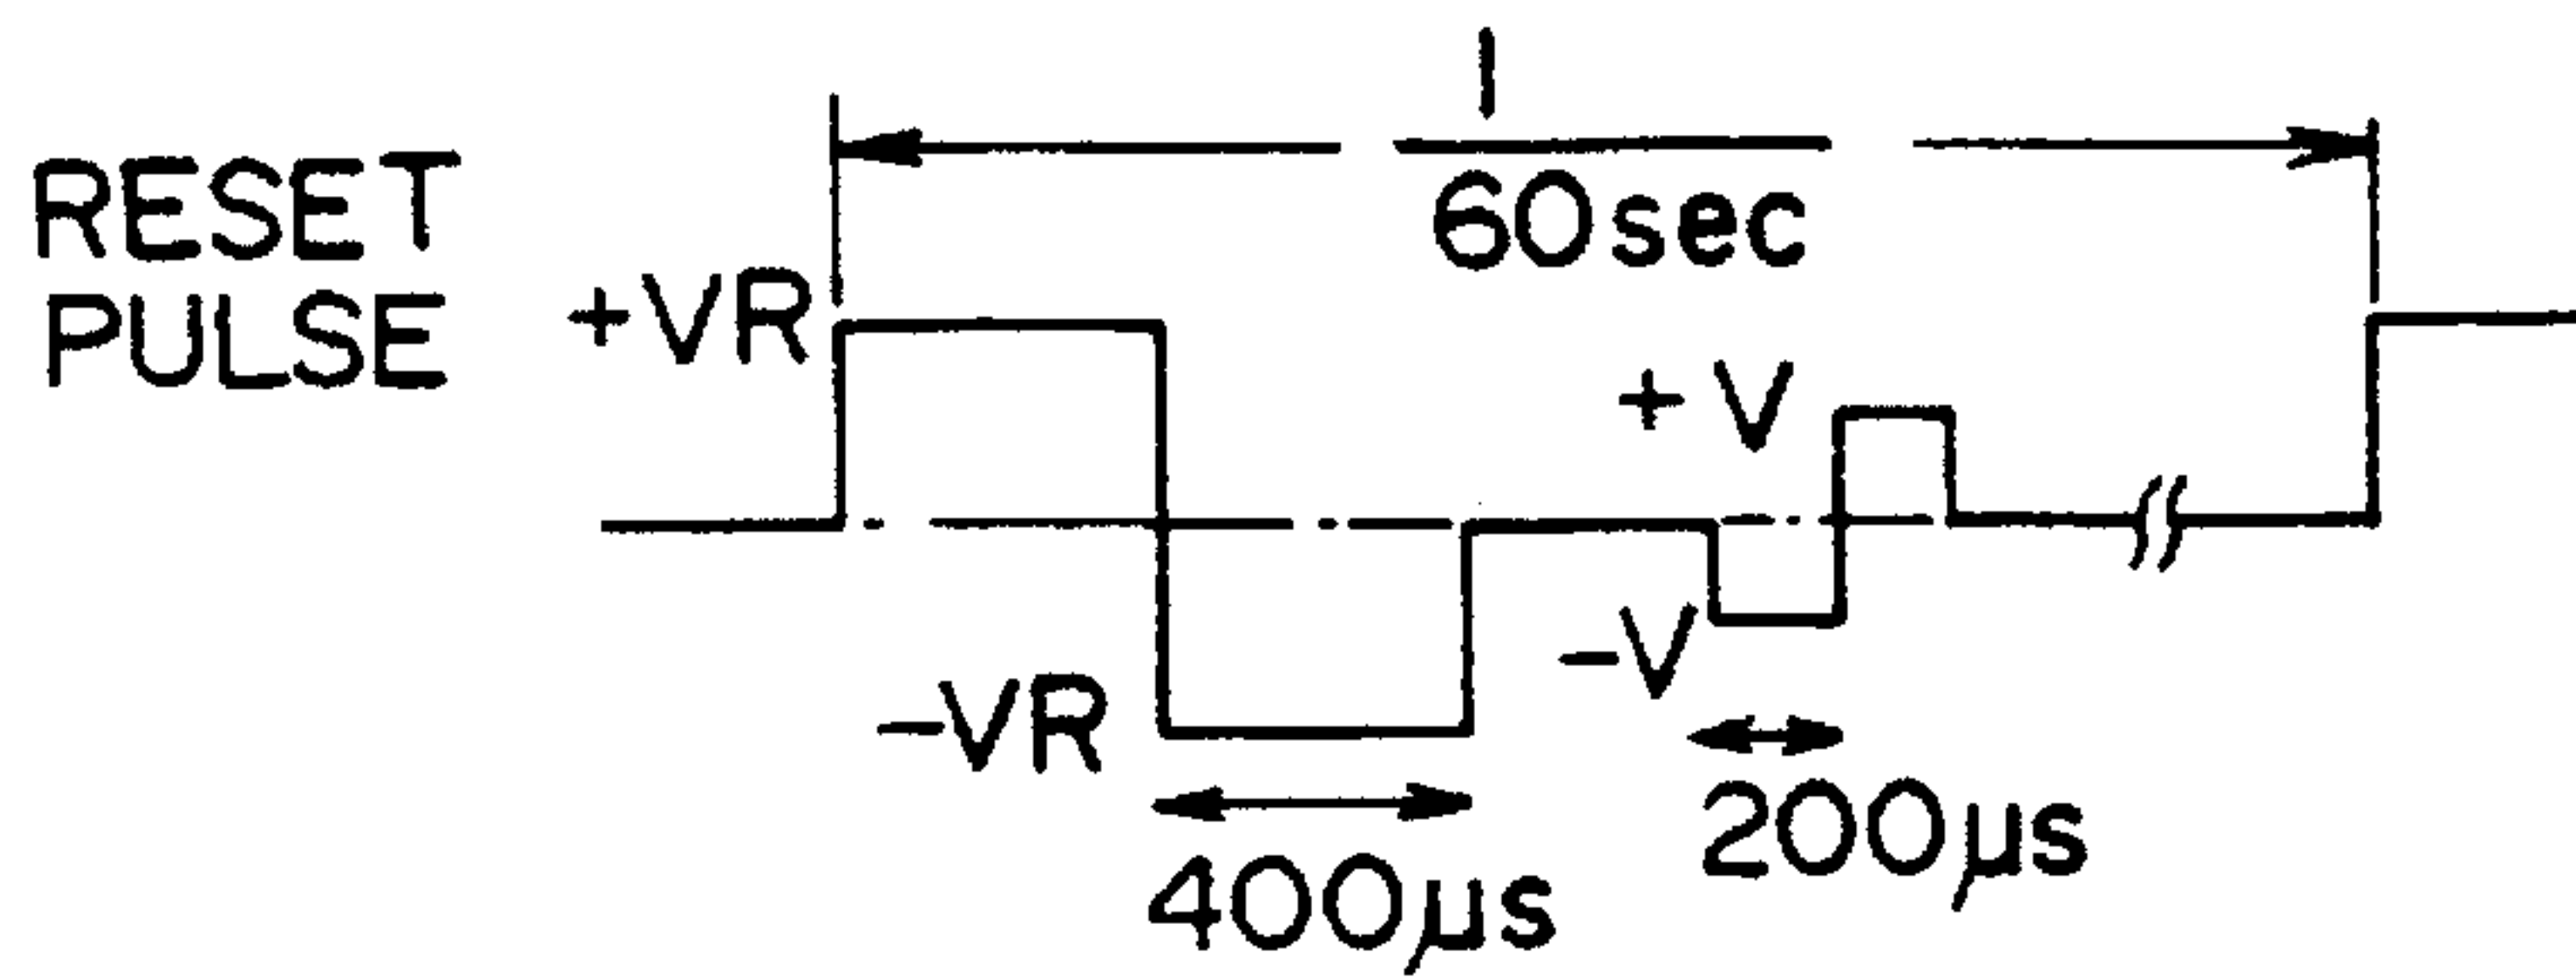 RESET
PULSE
1
60sec
+VR
+V
-VR
-V
400µs
200µs